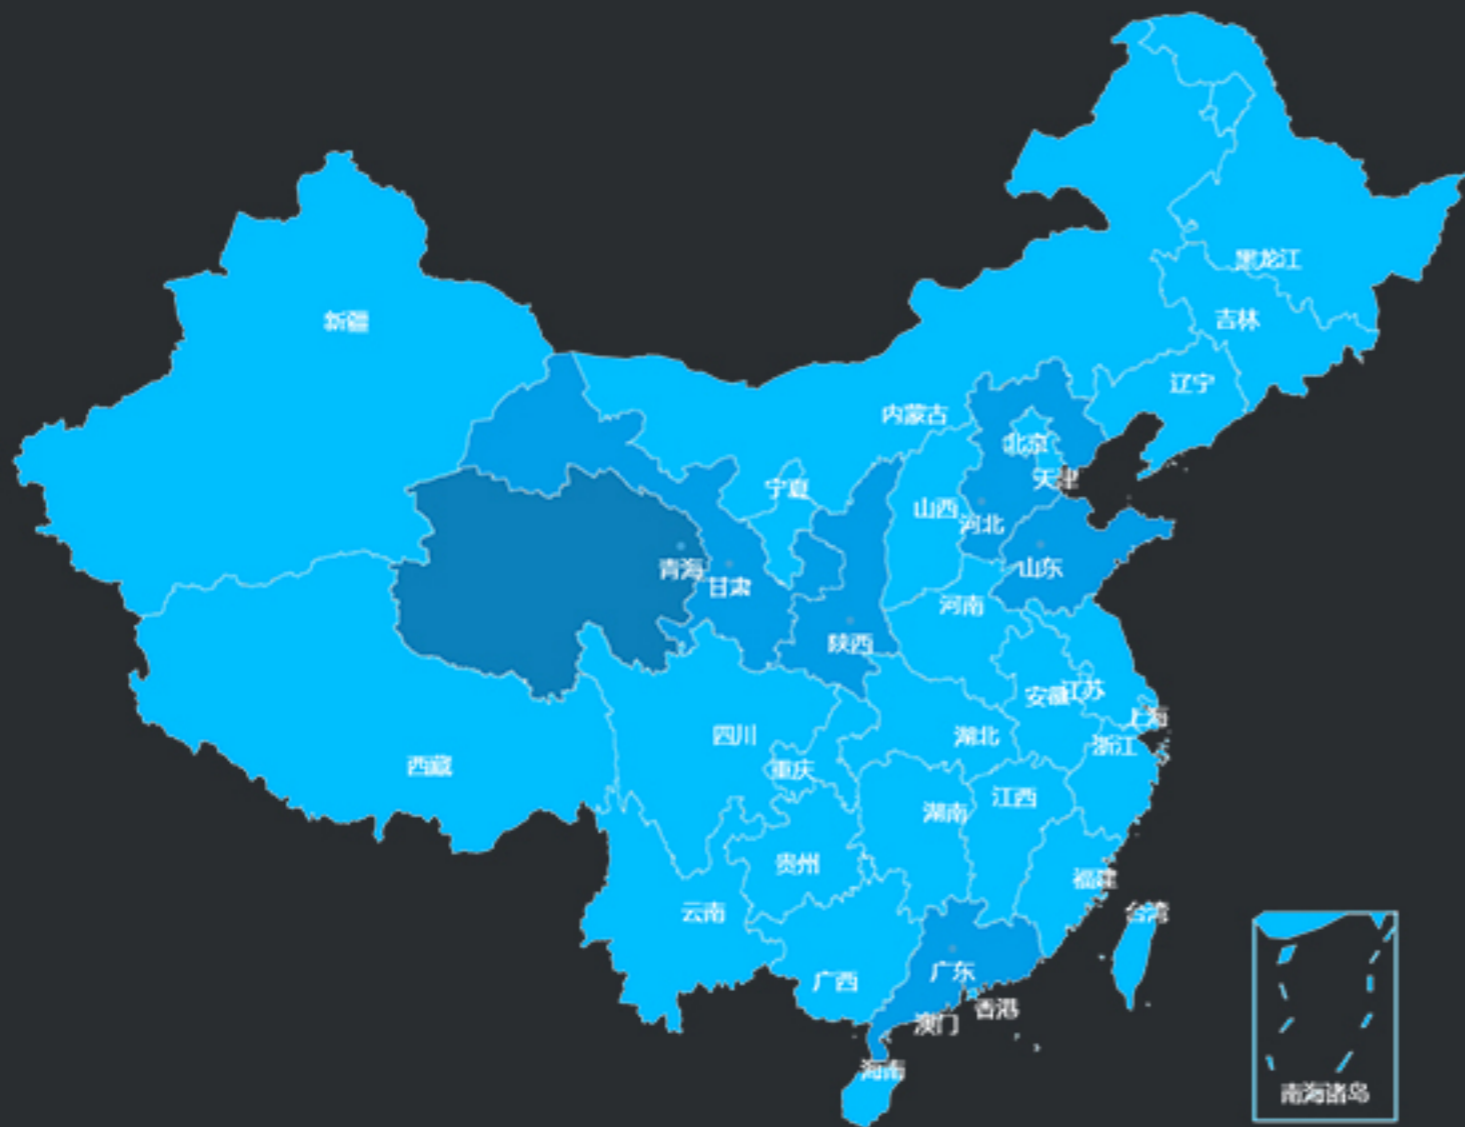 黑龙江
吉林
新疆
辽宁
内蒙古
北京
天津
宁夏
山西
河北
青海
甘肃
山东
河南
陕西
安徽
江苏
上海
四川
湖北
浙江
西藏
重庆
江西
湖南
贵州
福建
云南
台湾
广东
广西
香港
澳门
海南
南海诸岛